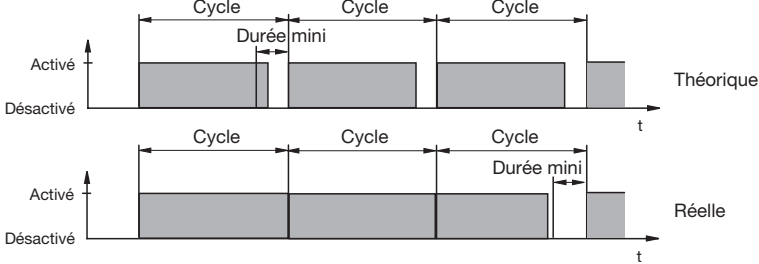 Cycle Cycle Cycle
Durée mini
Activé
Théorique
Désactivé
t
Cycle Cycle Cycle
Durée mini
Activé
Réelle
Désactivé
t